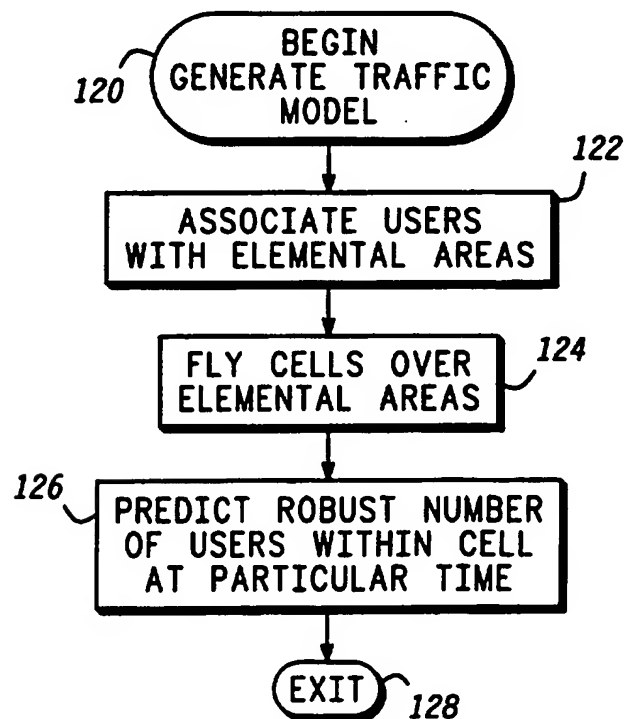 120
BEGIN
GENERATE TRAFFIC
MODEL
122
ASSOCIATE USERS
WITH ELEMENTAL AREAS
124
FLY CELLS OVER
ELEMENTAL AREAS
126
PREDICT ROBUST NUMBER
OF USERS WITHIN CELL
AT PARTICULAR TIME
EXIT
128